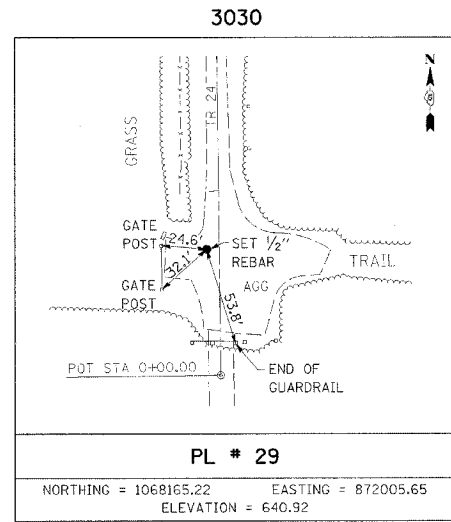 3030
N
TR 24
GRASS
GATE
POST
24.6'
SET 1/2"
REBAR
32.1'
GATE
POST
AGG
TRAIL
53.8'
END OF
GUARDRAIL
POT STA 0+00.00
PL # 29
NORTHING = 1068165.22 EASTING = 872005.65
ELEVATION = 640.92